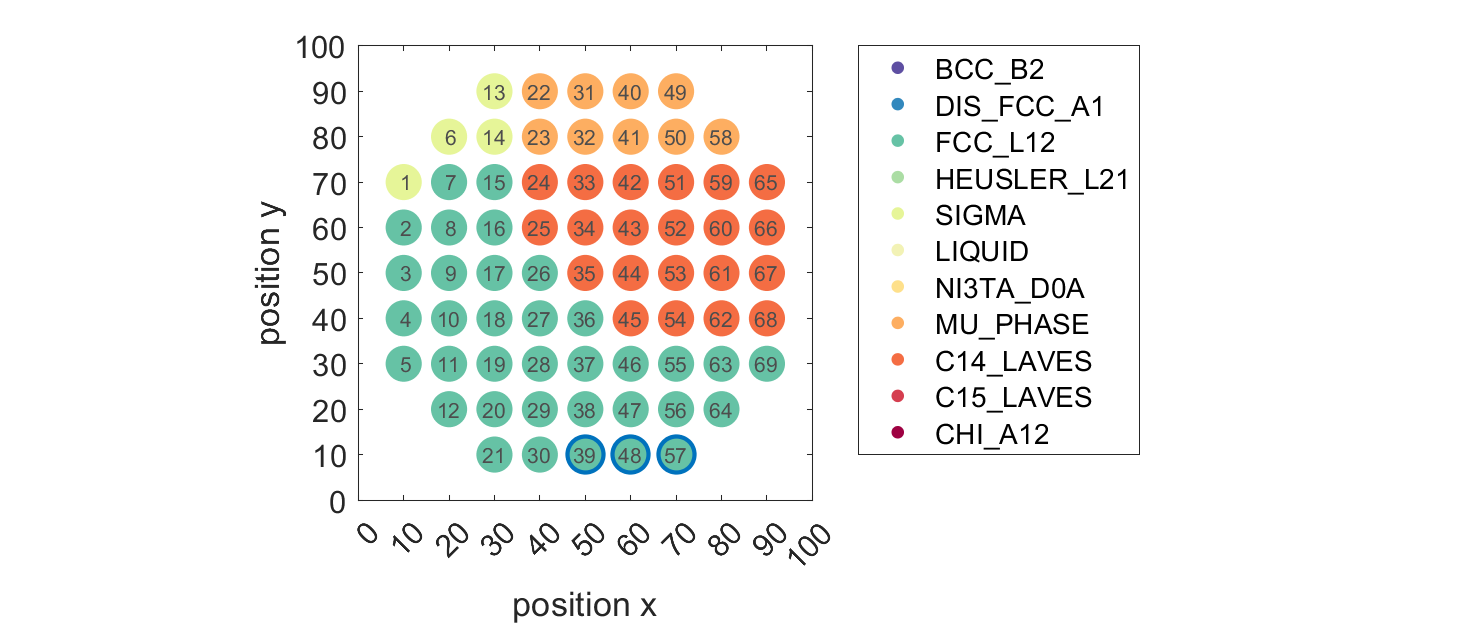 100
90
80
70
60
50
40
30
20
10
0
position y
13 22 31 40 49
6 14 23 32 41 50 58
1 7 15 24 33 42 51 59 65
2 8 16 25 34 43 52 60 66
3 9 17 26 35 44 53 61 67
4 10 18 27 36 45 54 62 68
5 11 19 28 37 46 55 63 69
12 20 29 38 47 56 64
21 30 39 48 57
0 10 20 30 40 50 60 70 80 90 100
position x
BCC_B2
DIS_FCC_A1
FCC_L12
HEUSLER_L21
SIGMA
LIQUID
NI3TA_D0A
MU_PHASE
C14_LAVES
C15_LAVES
CHI_A12